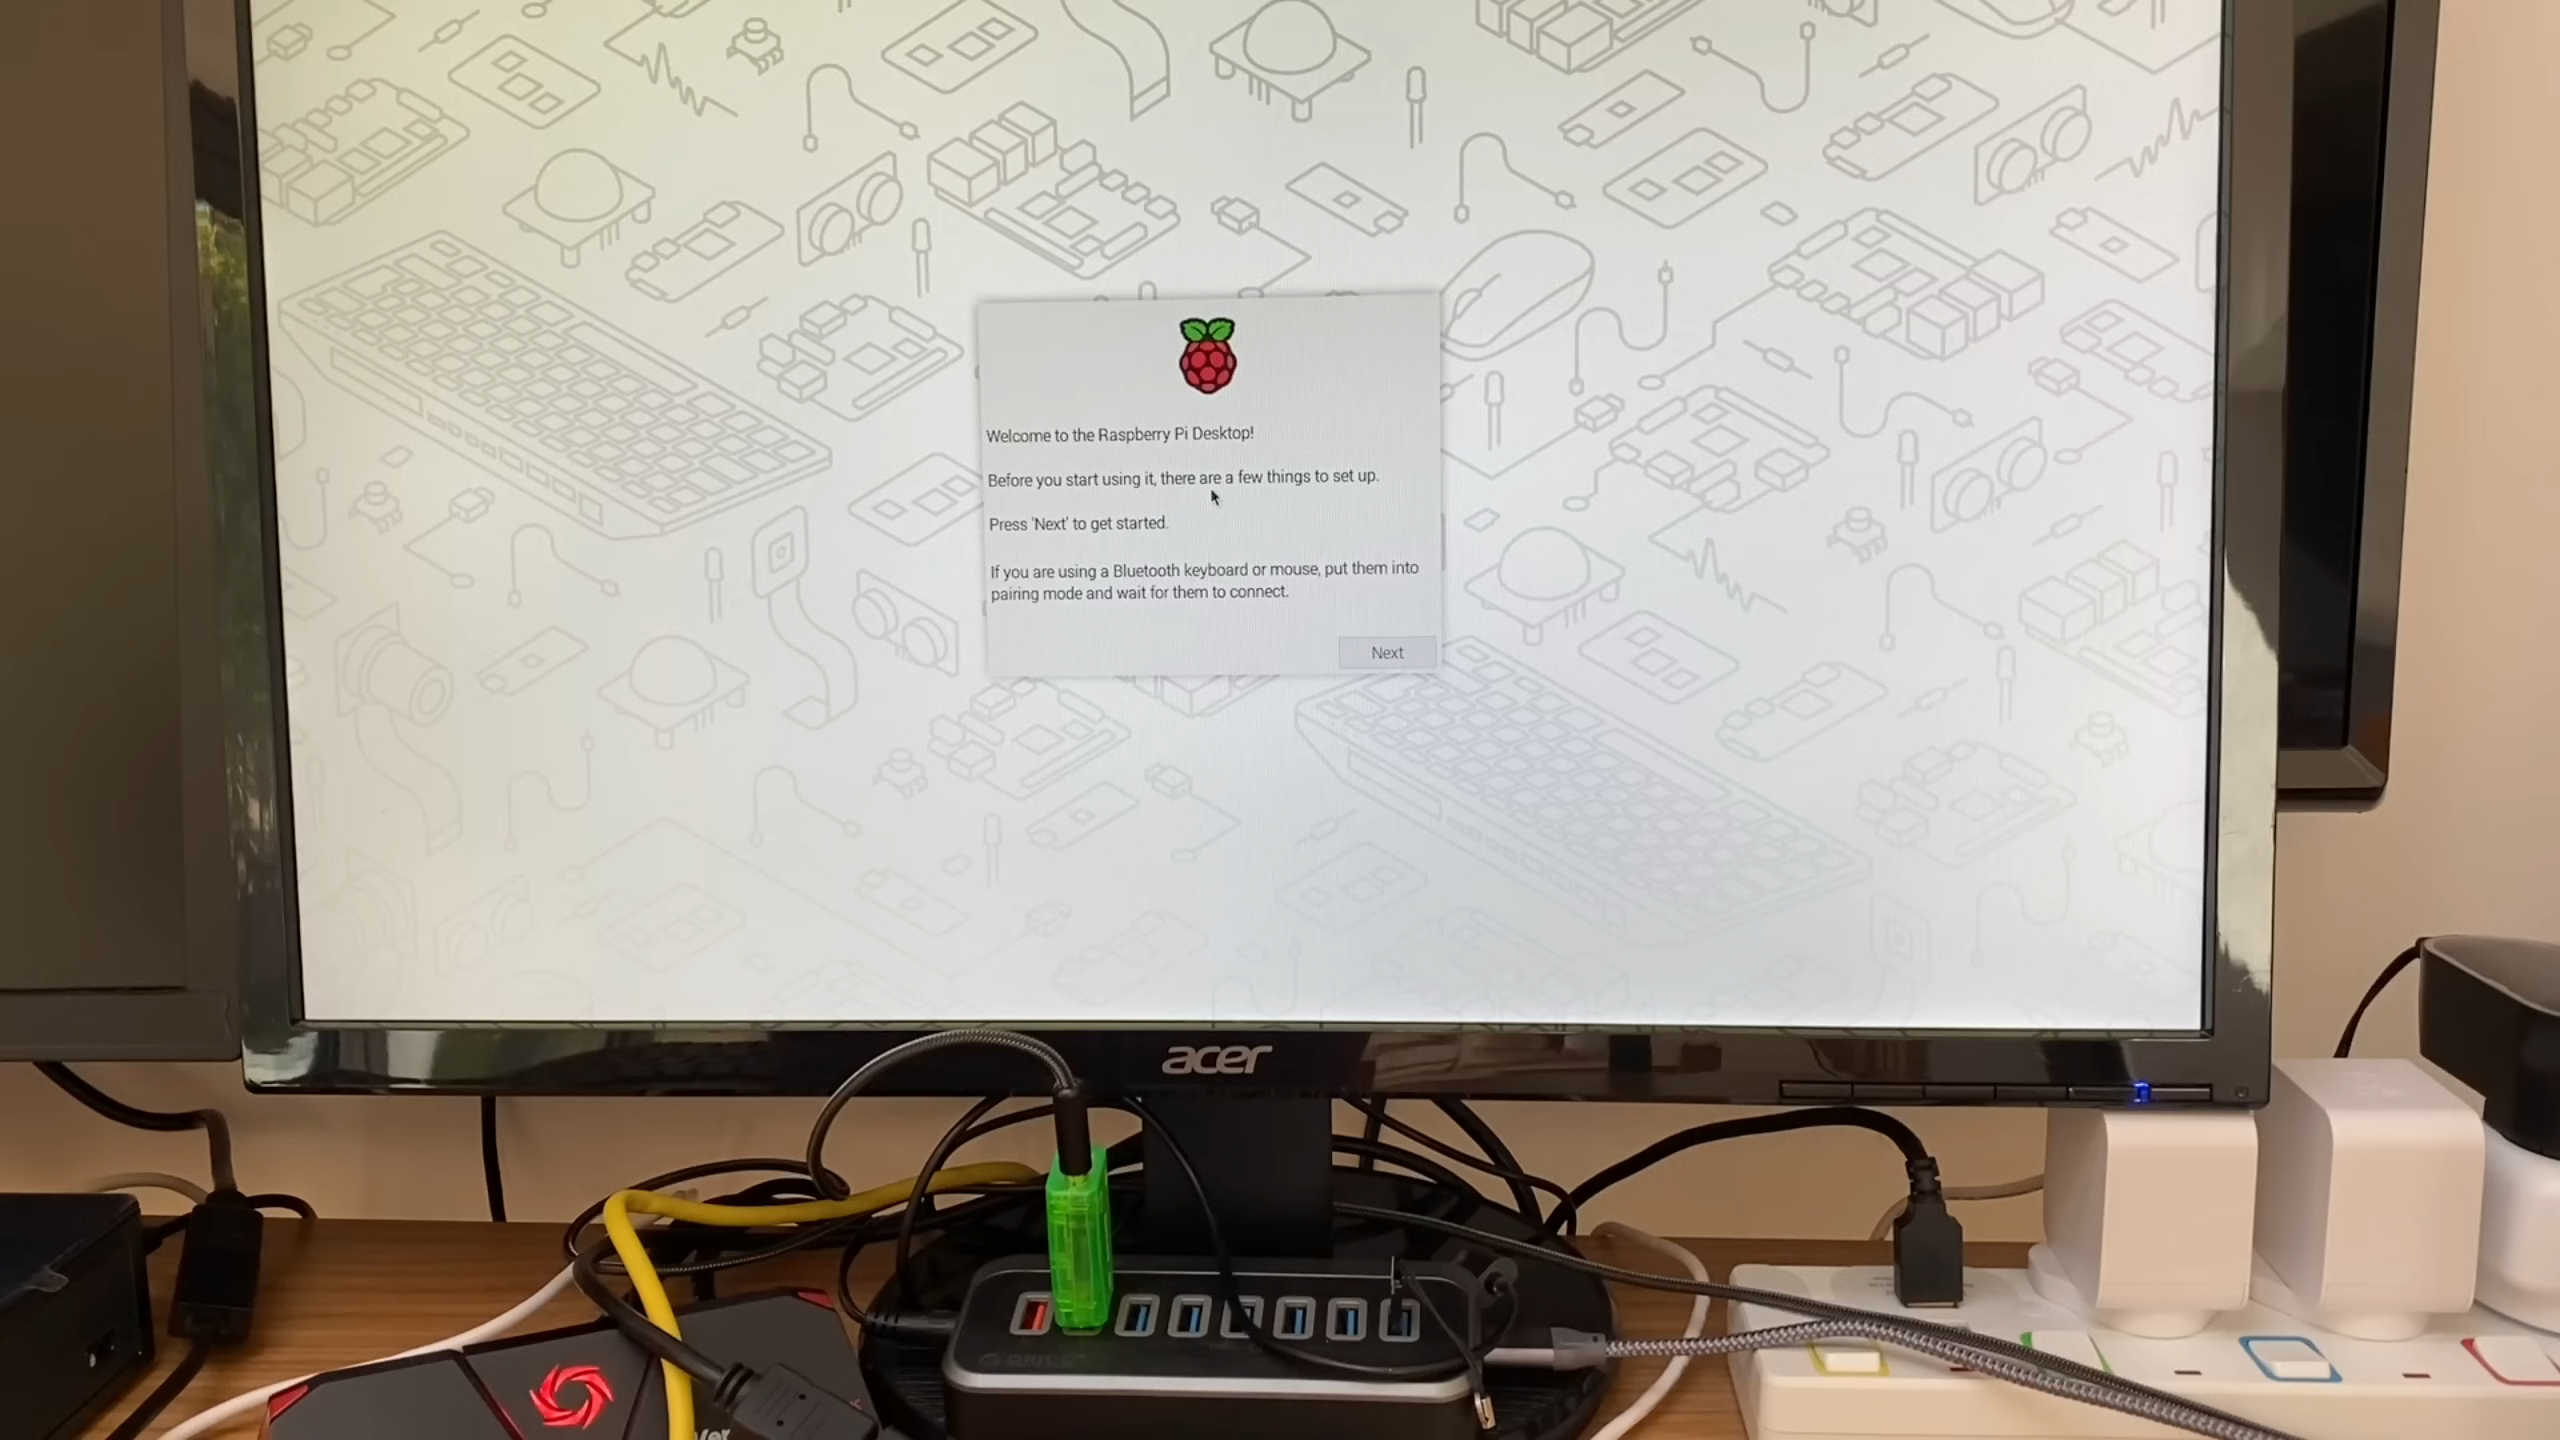 Welcome to the Raspberry Pi Desktop!
Before you start using it, there are a few things to set up.
Press 'Next' to get started.
If you are using a Bluetooth keyboard or mouse, put them into
pairing mode and wait for them to connect.
Next
acer
ORICO